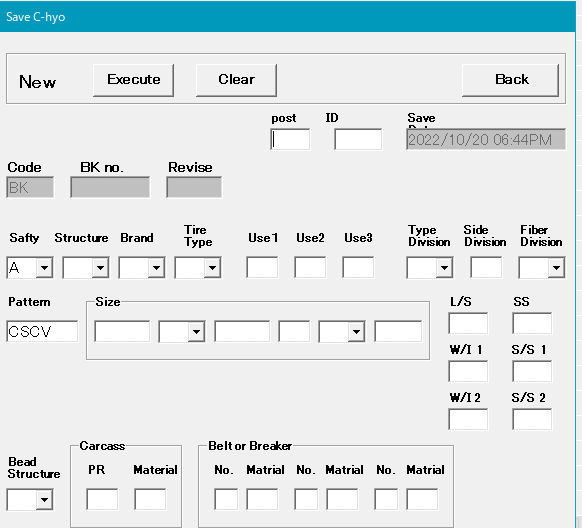 Save C-hyo
New Execute Clear Back
post ID Save
2022/10/20 06:44PM
Code BK no. Revise
BK
Safty Structure Brand Tire Type Use1 Use2 Use3 Type Division Side Division Fiber Division
A
Pattern Size L/S SS
CSCV
W/I 1 S/S 1
W/I 2 S/S 2
Carcass Belt or Breaker
Bead Structure PR Material No. Matrial No. Matrial No. Matrial